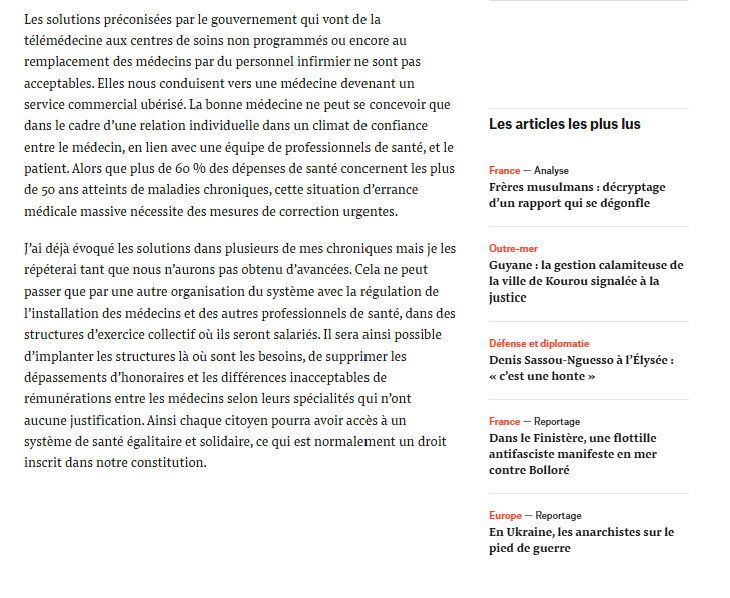 Les solutions préconisées par le gouvernement qui vont de la
télémédecine aux centres de soins non programmés ou encore au
remplacement des médecins par du personnel infirmier ne sont pas
acceptables. Elles nous conduisent vers une médecine devenant un
service commercial ubérisé. La bonne médecine ne peut se concevoir que
dans le cadre d’une relation individuelle dans un climat de confiance
entre le médecin, en lien avec une équipe de professionnels de santé, et le
patient. Alors que plus de 60 % des dépenses de santé concernent les plus
de 50 ans atteints de maladies chroniques, cette situation d’errance
médicale massive nécessite des mesures de correction urgentes.
J’ai déjà évoqué les solutions dans plusieurs de mes chroniques mais je les
répéterai tant que nous n’aurons pas obtenu d’avancées. Cela ne peut
passer que par une autre organisation du système avec la régulation de
l’installation des médecins et des autres professionnels de santé, dans des
structures d’exercice collectif où ils seront salariés. Il sera ainsi possible
d’implanter les structures là où sont les besoins, de supprimer les
dépassements d’honoraires et les différences inacceptables de
rémunérations entre les médecins selon leurs spécialités qui n’ont
aucune justification. Ainsi chaque citoyen pourra avoir accès à un
système de santé égalitaire et solidaire, ce qui est normalement un droit
inscrit dans notre constitution.
Les articles les plus lus
France — Analyse
Frères musulmans : décryptage
d’un rapport qui se dégonfle
Outre-mer
Guyane : la gestion calamiteuse de
la ville de Kourou signalée à la
justice
Défense et diplomatie
Denis Sassou-Nguesso à l’Élysée :
« c’est une honte »
France — Reportage
Dans le Finistère, une flottille
antifasciste manifeste en mer
contre Bolloré
Europe — Reportage
En Ukraine, les anarchistes sur le
pied de guerre